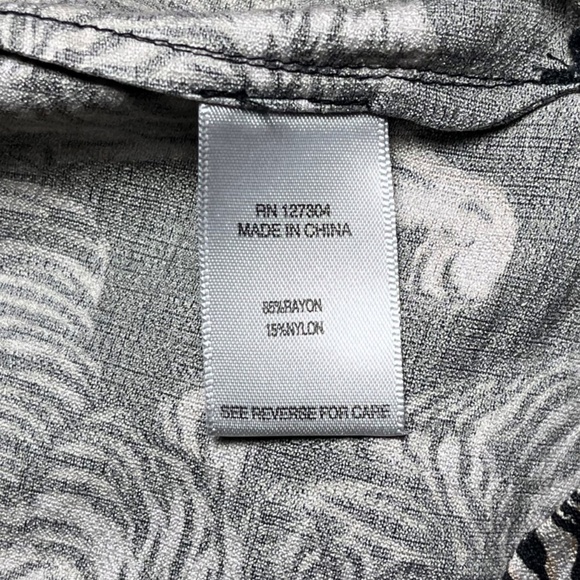 RN 127304
MADE IN CHINA
85%RAYON
15%NYLON
SEE REVERSE FOR CARE